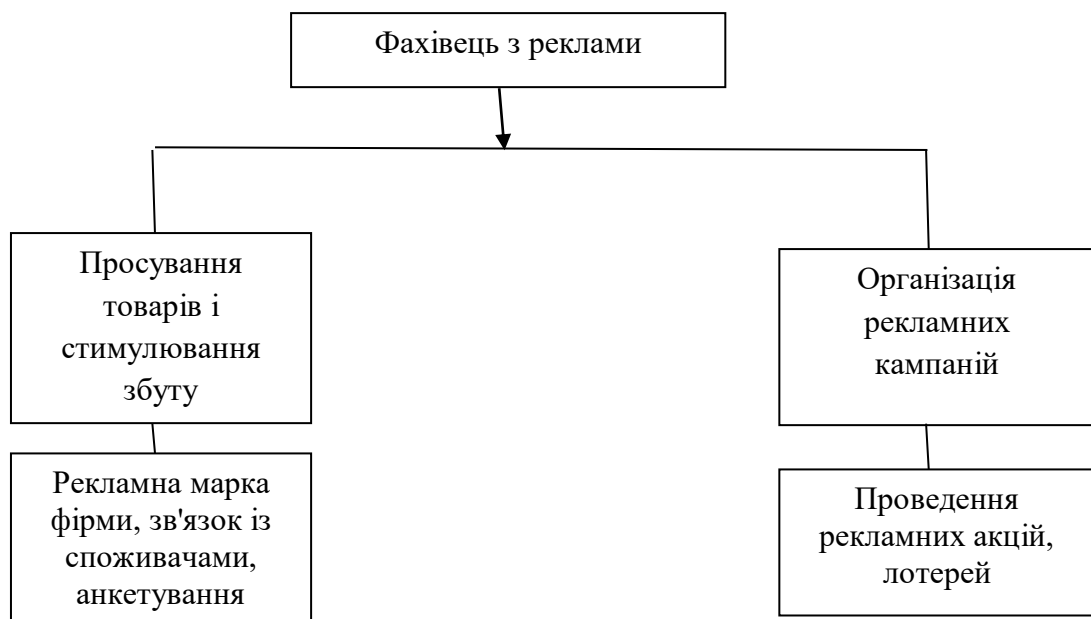 Фахівець з реклами
Просування
товарів і
стимулювання
збуту
Організація
рекламних
кампаній
Рекламна марка
фірми, зв'язок із
споживачами,
анкетування
Проведення
рекламних акцій,
лотерей